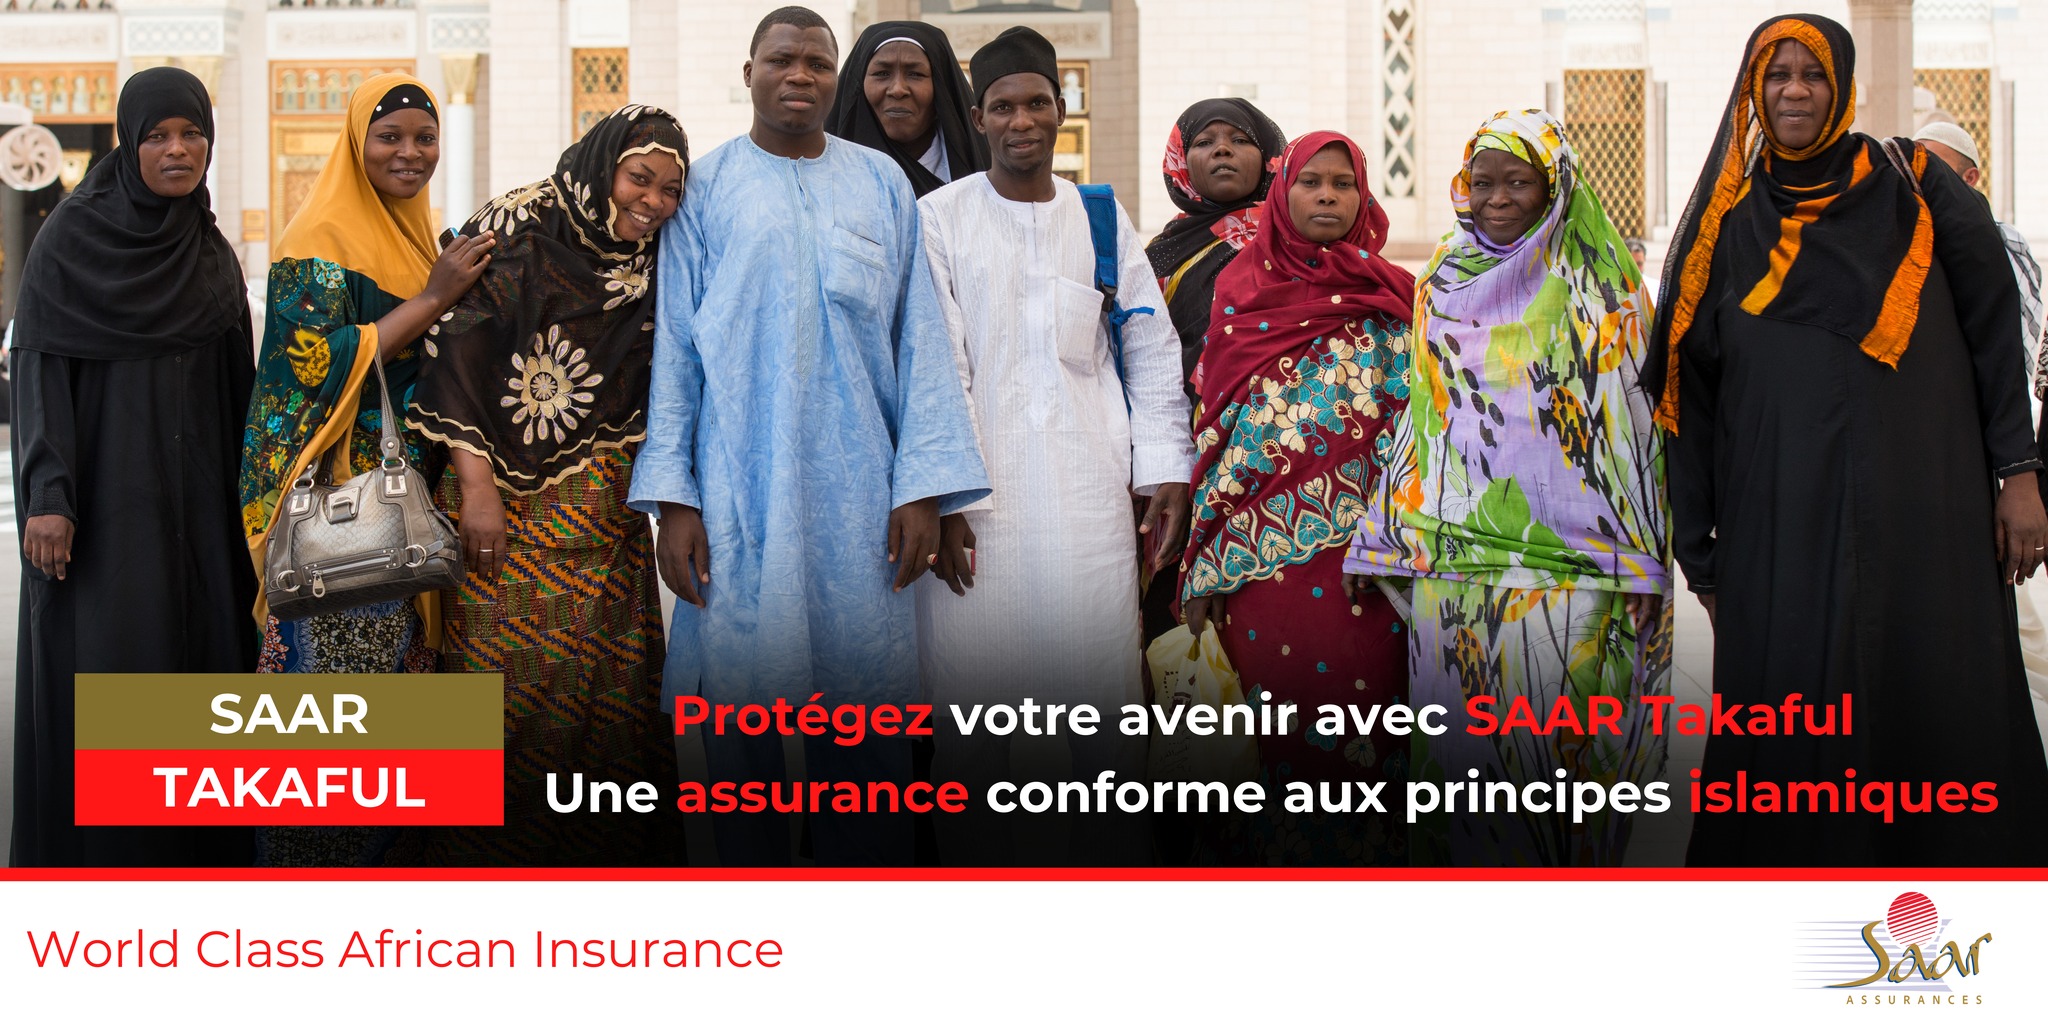 SAAR
TAKAFUL
Protégez votre avenir avec SAAR Takaful
Une assurance conforme aux principes islamiques
World Class African Insurance
Saar
ASSURANCES